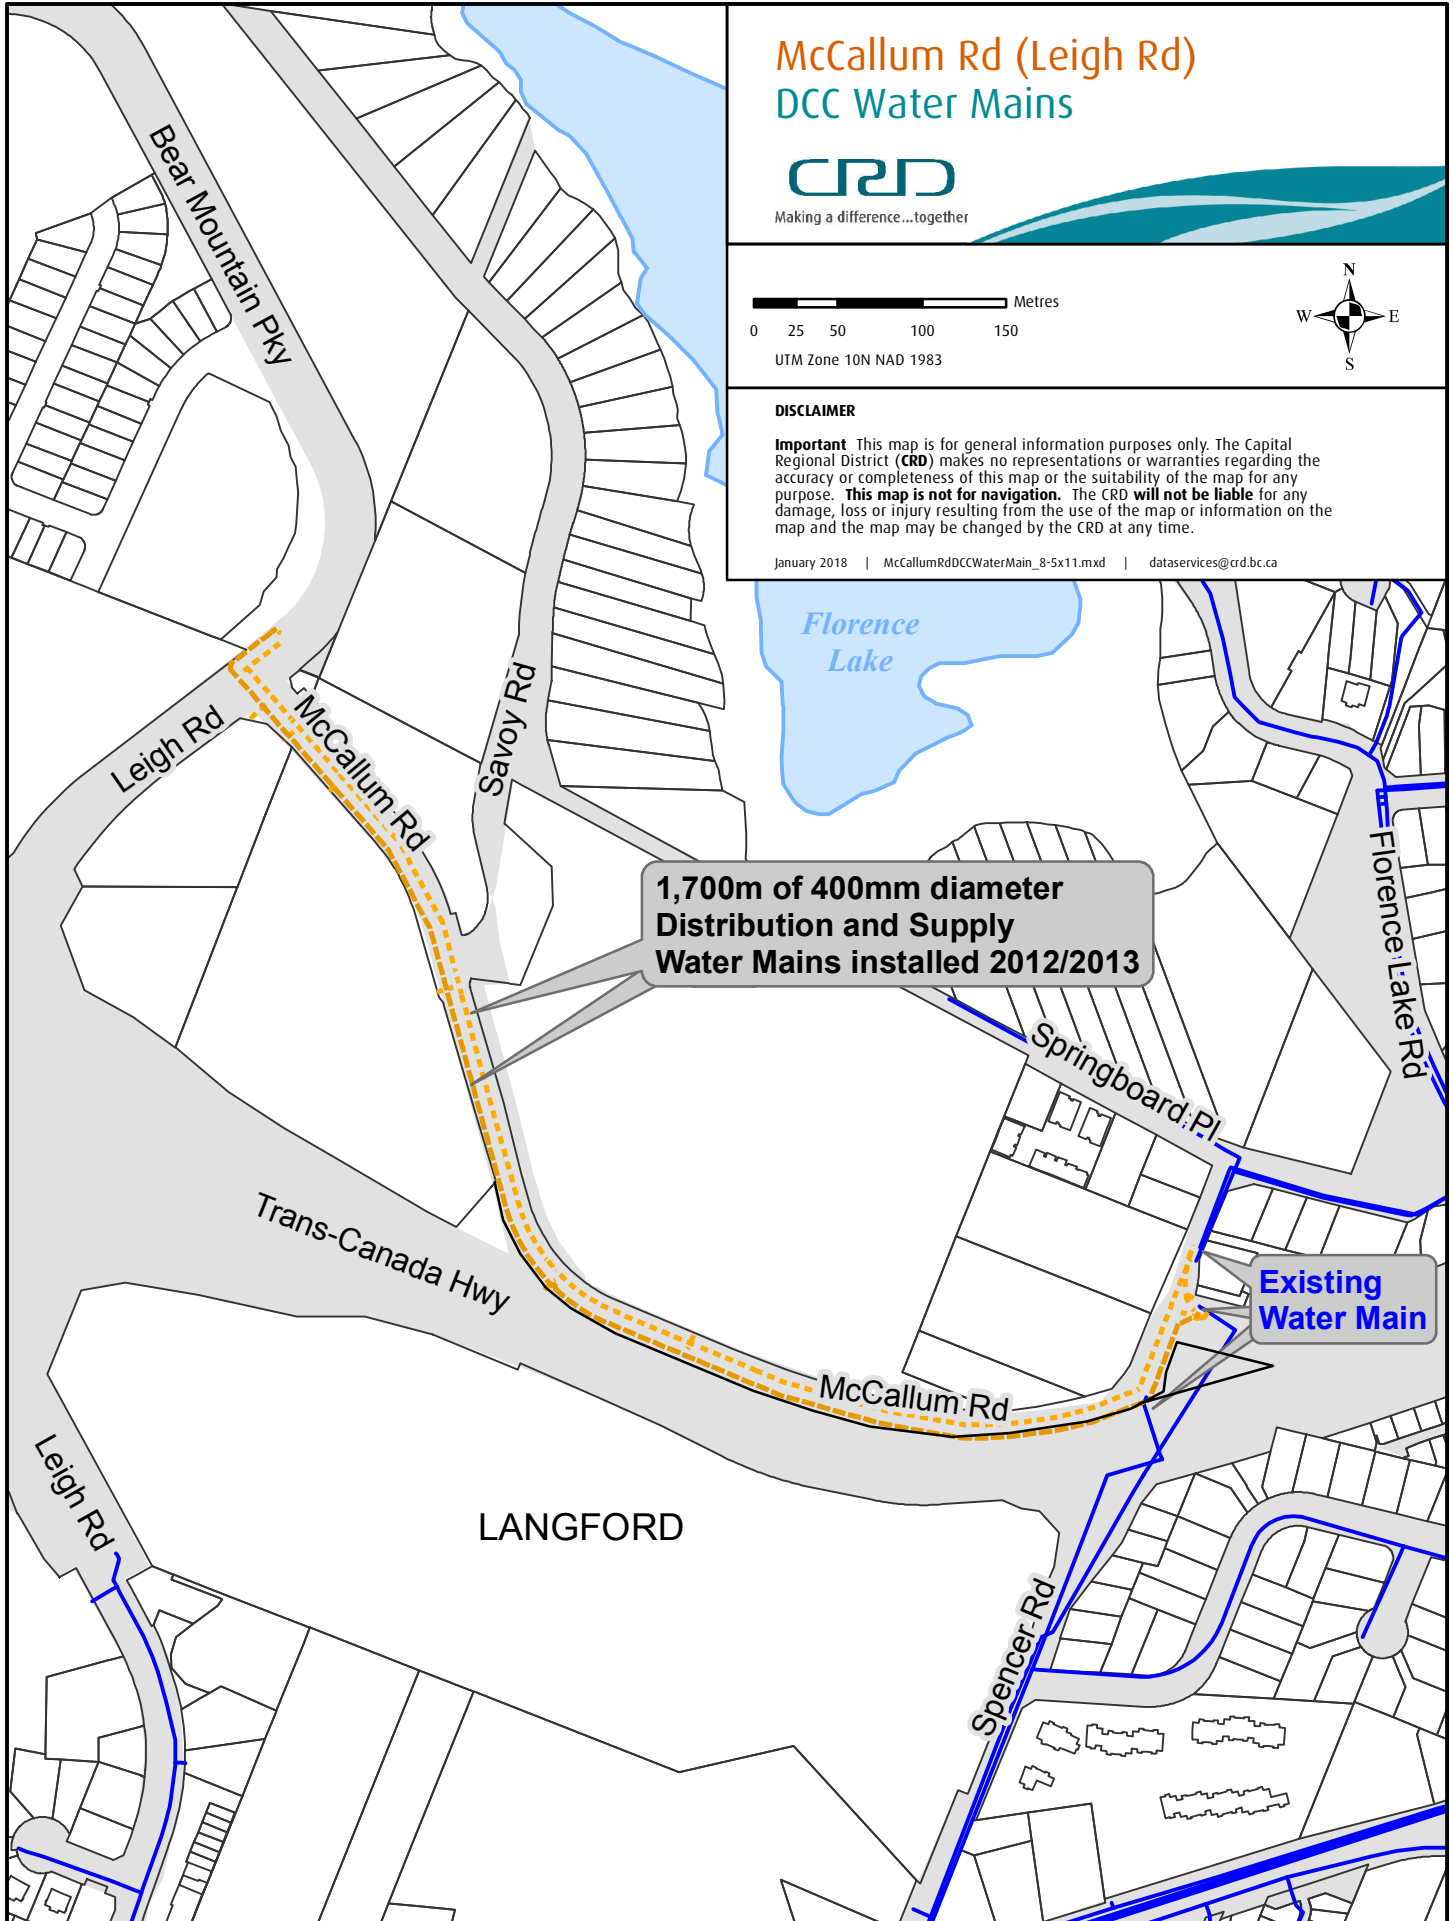 McCallum Rd (Leigh Rd)
DCC Water Mains
CRD
Making a difference...together
Metres
0 25 50 100 150
UTM Zone 10N NAD 1983
N
W E
S
DISCLAIMER
Important This map is for general information purposes only. The Capital
Regional District (CRD) makes no representations or warranties regarding the
accuracy or completeness of this map or the suitability of the map for any
purpose. This map is not for navigation. The CRD will not be liable for any
damage, loss or injury resulting from the use of the map or information on the
map and the map may be changed by the CRD at any time.
January 2018 | McCallumRdDCCWaterMain_8-5x11.mxd | dataservices@crd.bc.ca
Bear Mountain Pky
Florence
Lake
Leigh Rd
McCallum Rd
Savoy Rd
1,700m of 400mm diameter
Distribution and Supply
Water Mains installed 2012/2013
Florence Lake Rd
Springboard Pl
Trans-Canada Hwy
Existing
Water Main
McCallum Rd
Leigh Rd
LANGFORD
Spencer Rd